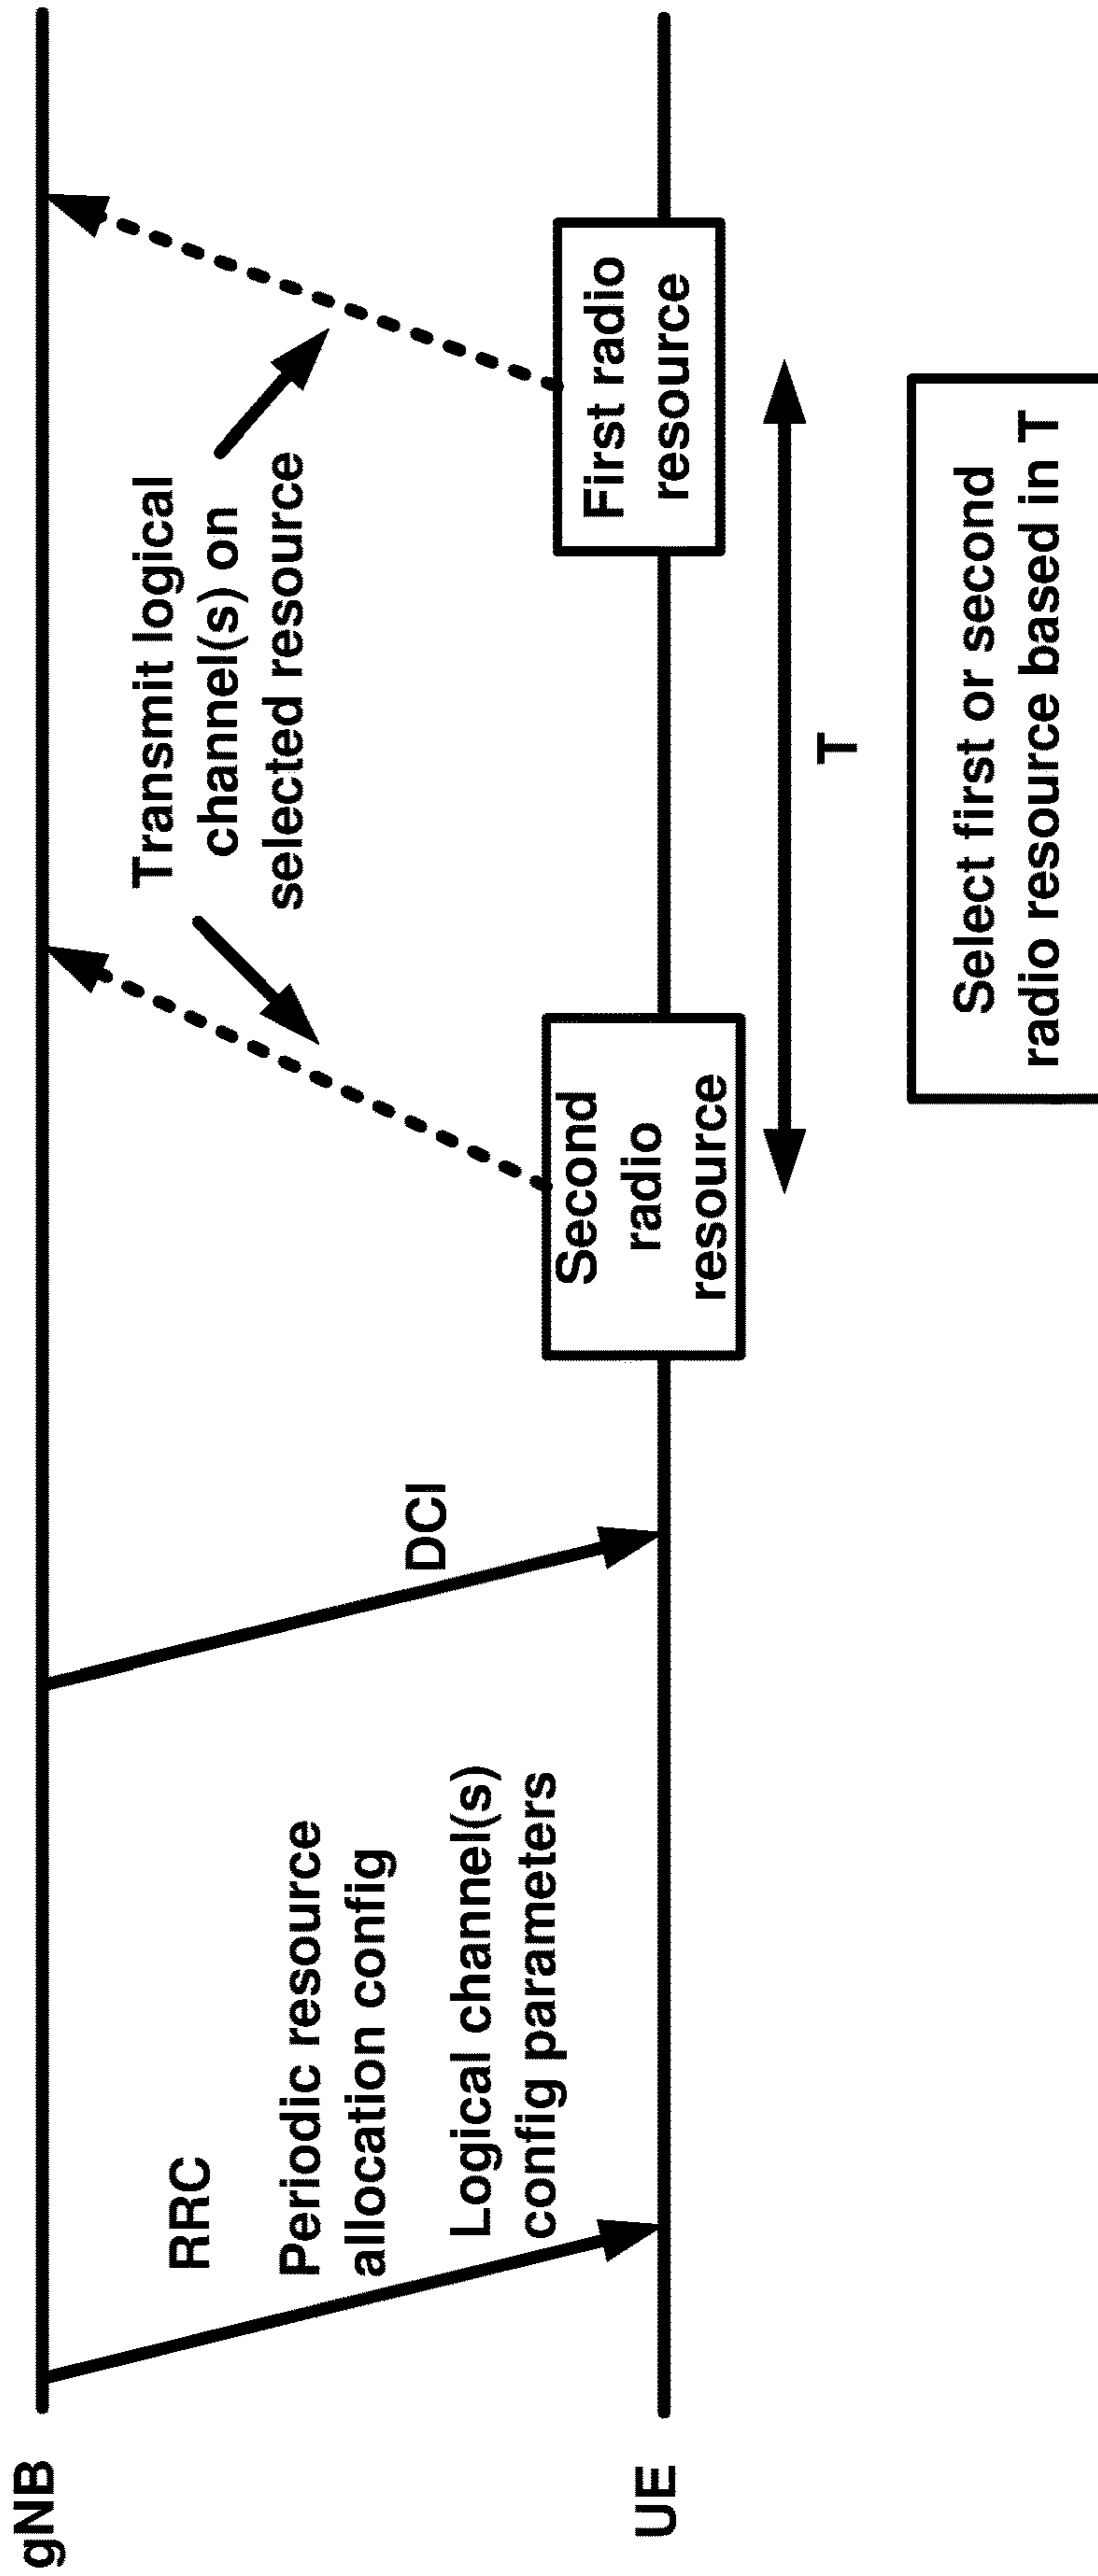 gNB
RRC
Periodic resource
allocation config
Logical channel(s)
config parameters
DCI
Transmit logical
channel(s) on
selected resource
UE
Second
radio
resource
First radio
resource
T
Select first or second
radio resource based in T